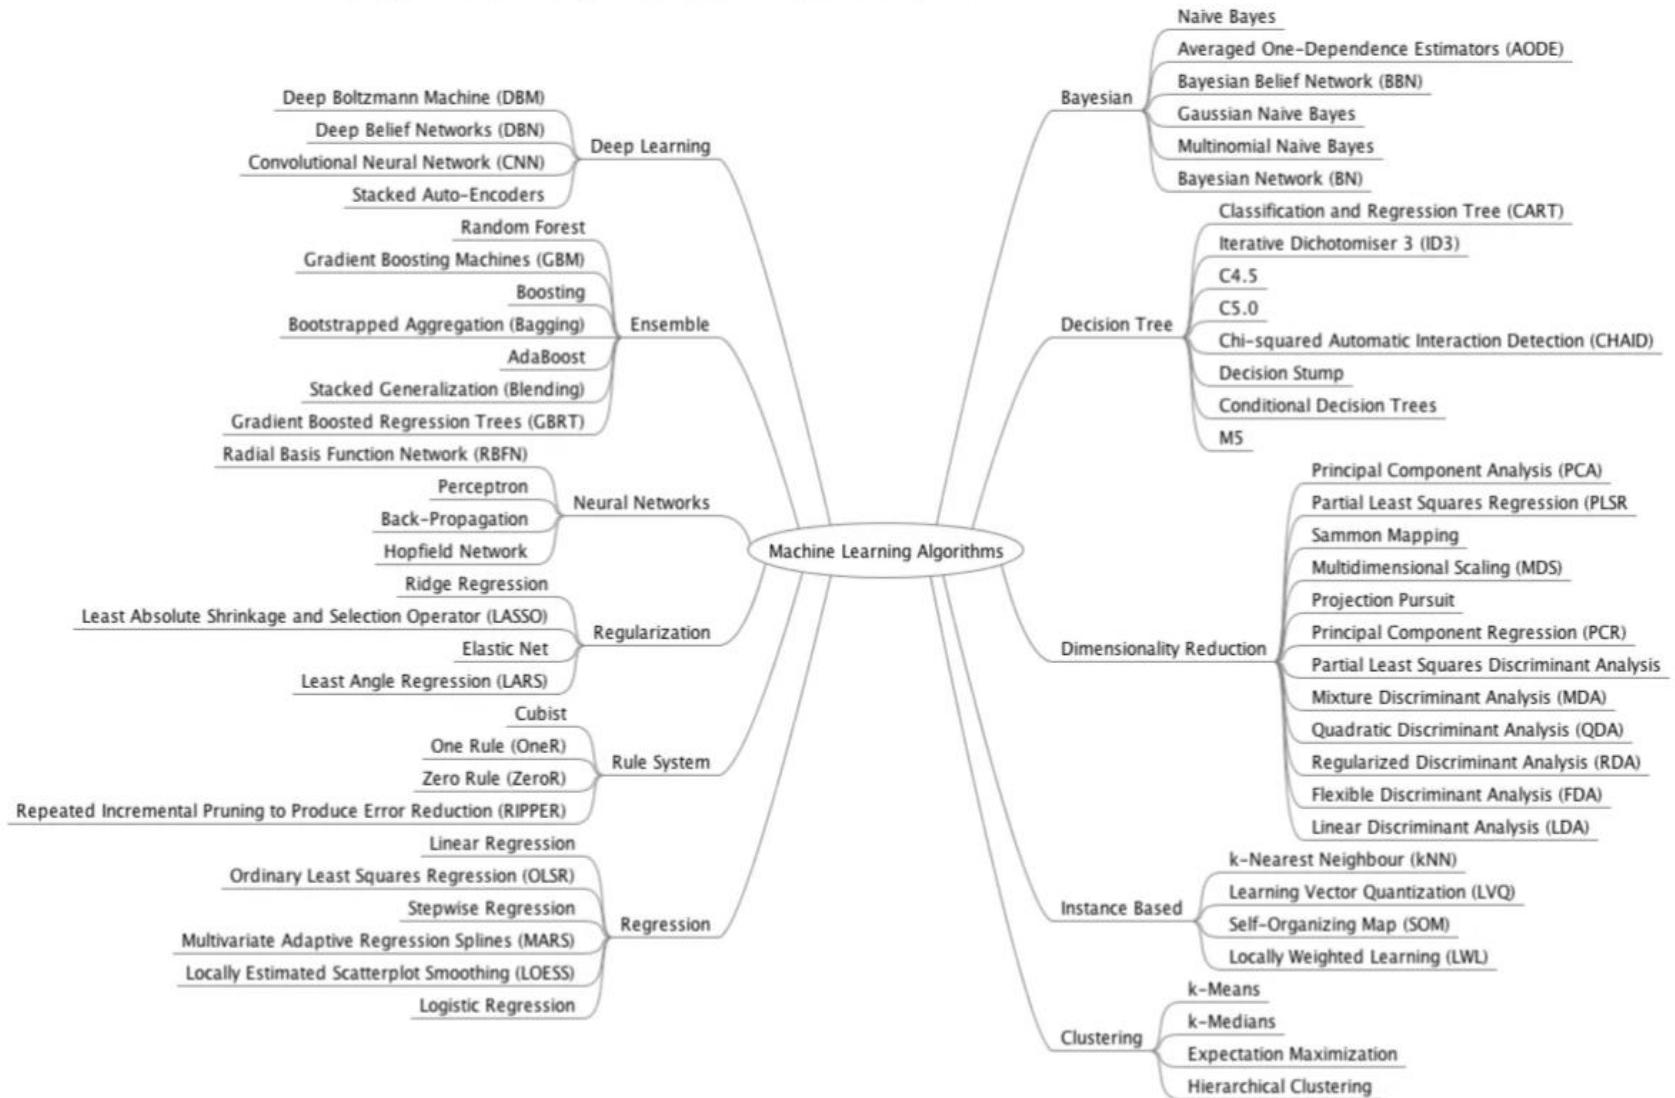 Machine Learning Algorithms
Deep Learning
Deep Boltzmann Machine (DBM)
Deep Belief Networks (DBN)
Convolutional Neural Network (CNN)
Stacked Auto-Encoders
Ensemble
Random Forest
Gradient Boosting Machines (GBM)
Boosting
Bootstrapped Aggregation (Bagging)
AdaBoost
Stacked Generalization (Blending)
Gradient Boosted Regression Trees (GBRT)
Neural Networks
Radial Basis Function Network (RBFN)
Perceptron
Back-Propagation
Hopfield Network
Regularization
Ridge Regression
Least Absolute Shrinkage and Selection Operator (LASSO)
Elastic Net
Least Angle Regression (LARS)
Rule System
Cubist
One Rule (OneR)
Zero Rule (ZeroR)
Repeated Incremental Pruning to Produce Error Reduction (RIPPER)
Regression
Linear Regression
Ordinary Least Squares Regression (OLSR)
Stepwise Regression
Multivariate Adaptive Regression Splines (MARS)
Locally Estimated Scatterplot Smoothing (LOESS)
Logistic Regression
Bayesian
Naive Bayes
Averaged One-Dependence Estimators (AODE)
Bayesian Belief Network (BBN)
Gaussian Naive Bayes
Multinomial Naive Bayes
Bayesian Network (BN)
Decision Tree
Classification and Regression Tree (CART)
Iterative Dichotomiser 3 (ID3)
C4.5
C5.0
Chi-squared Automatic Interaction Detection (CHAID)
Decision Stump
Conditional Decision Trees
M5
Dimensionality Reduction
Principal Component Analysis (PCA)
Partial Least Squares Regression (PLSR
Sammon Mapping
Multidimensional Scaling (MDS)
Projection Pursuit
Principal Component Regression (PCR)
Partial Least Squares Discriminant Analysis
Mixture Discriminant Analysis (MDA)
Quadratic Discriminant Analysis (QDA)
Regularized Discriminant Analysis (RDA)
Flexible Discriminant Analysis (FDA)
Linear Discriminant Analysis (LDA)
Instance Based
k-Nearest Neighbour (kNN)
Learning Vector Quantization (LVQ)
Self-Organizing Map (SOM)
Locally Weighted Learning (LWL)
Clustering
k-Means
k-Medians
Expectation Maximization
Hierarchical Clustering